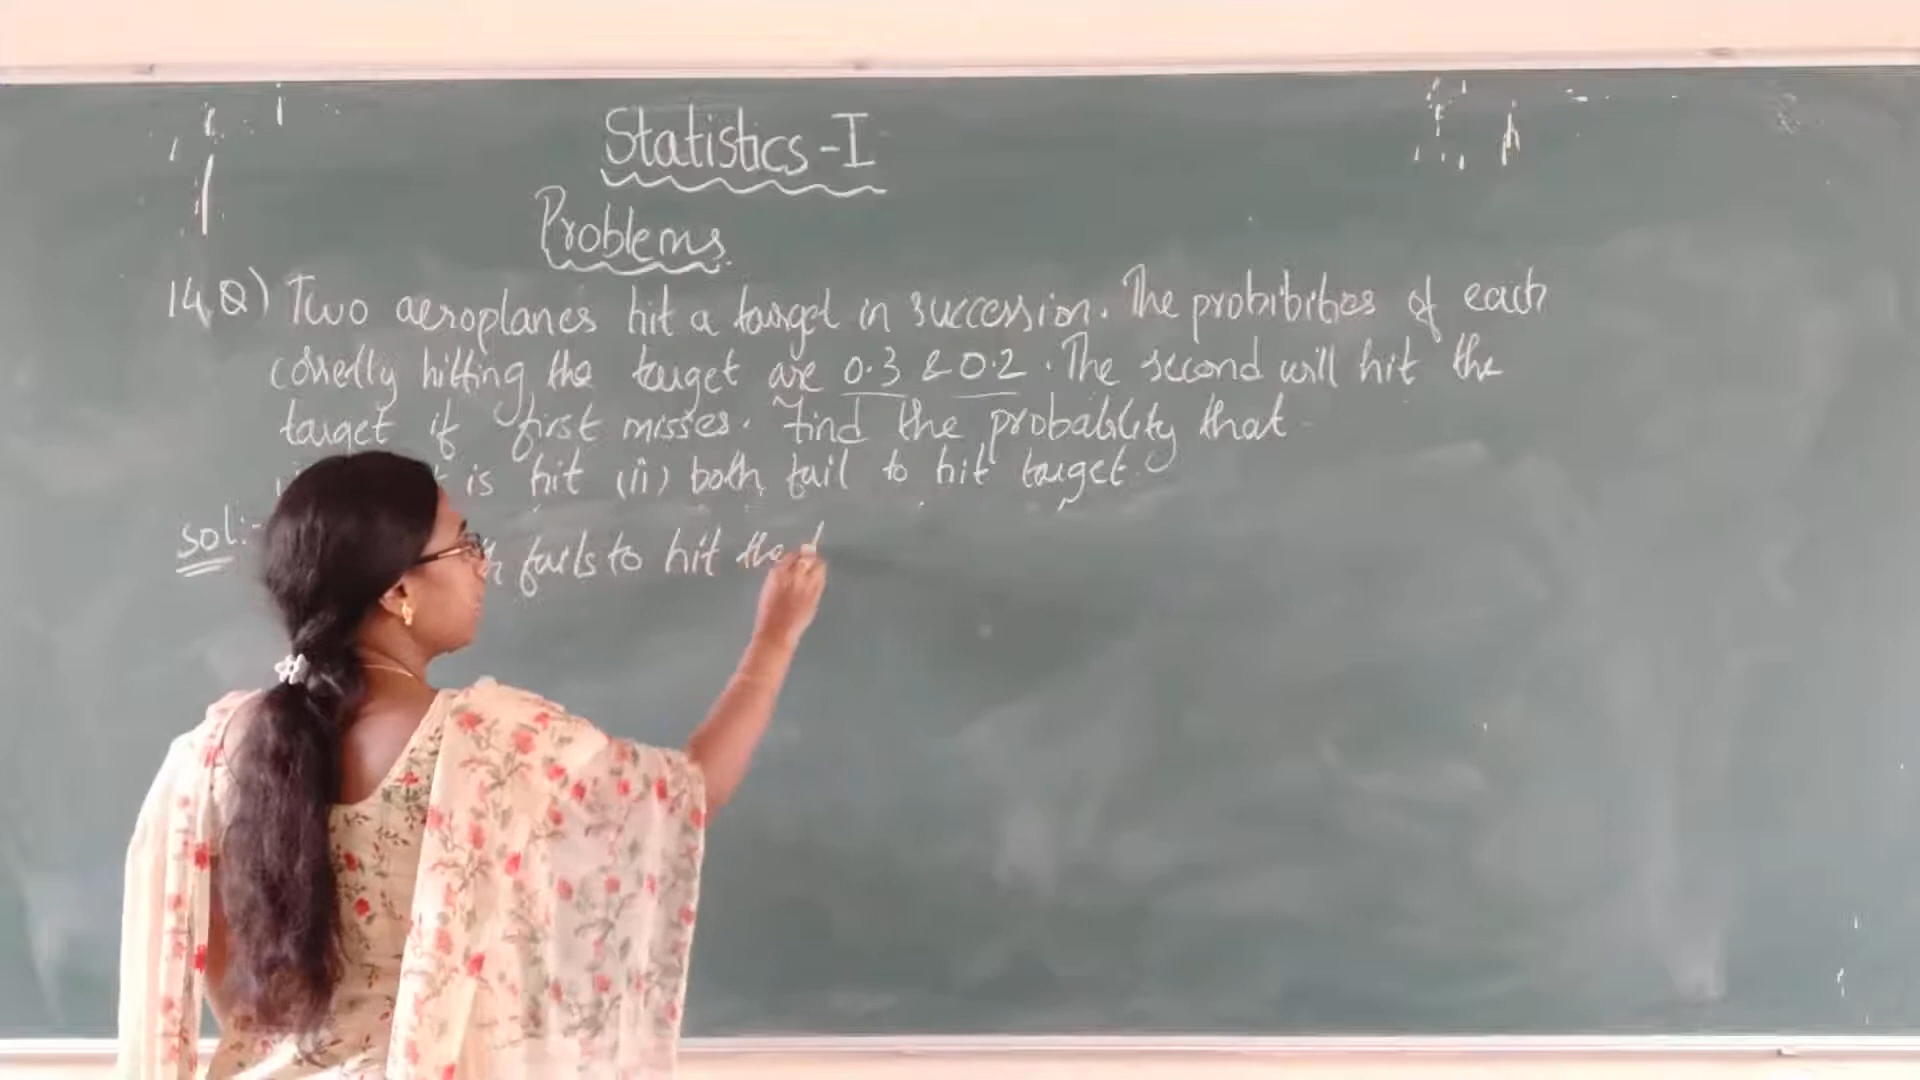 Statistics-I
Problems.
14.Q) Two aeroplanes hit a target in succession. The probibities of each
correctly hitting the target are 0.3 & 0.2. The second will hit the
target if first misses. find the probability that
is hit (ii) both fail to hit target.
sol:-
fails to hit the